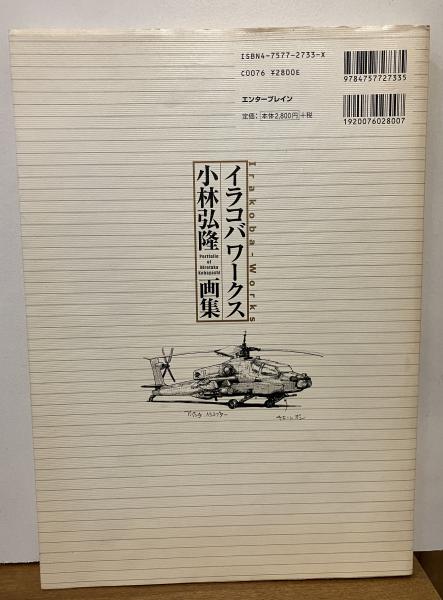 ISBN4-7577-2733-X
C0076 ¥2800E
エンターブレイン
定価: 本体2,800円 +税
9784757727335
1920076028007
Irakoba-Works
イラコバワークス
小林弘隆画集
Portfolio
of
Hirotaka
Kobayashi